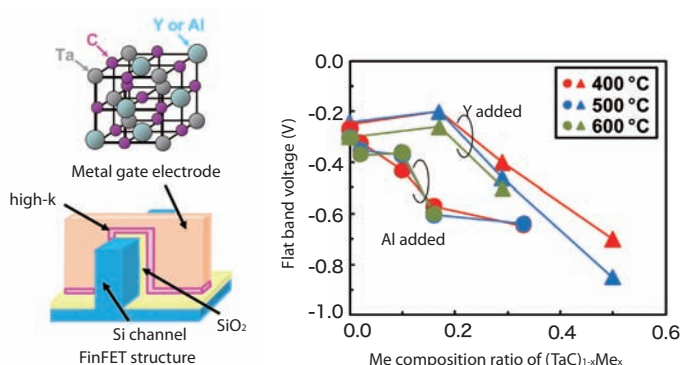 Y or Al
C
Ta
Metal gate electrode
high-k
SiO₂
Si channel
FinFET structure
Flat band voltage (V)
0.0
-0.2
-0.4
-0.6
-0.8
-1.0
400 °C
500 °C
600 °C
Y added
Al added
0.0 0.2 0.4 0.6
Me composition ratio of (TaC)₁₋ₓMeₓ